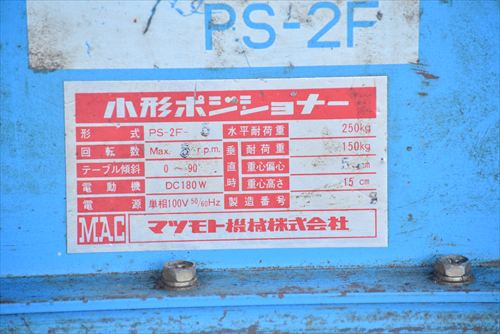 PS-2F
小形ポジショナー
形式 PS-2F- 水平耐荷重 250kg
回転数 Max. r.p.m. 垂直時 耐荷重 150kg
テーブル傾斜 0～90° 重心偏心 cm
電動機 DC180W 重心高さ 15cm
電源 単相100V 50/60Hz 製造番号
MAC マツモト機械株式会社